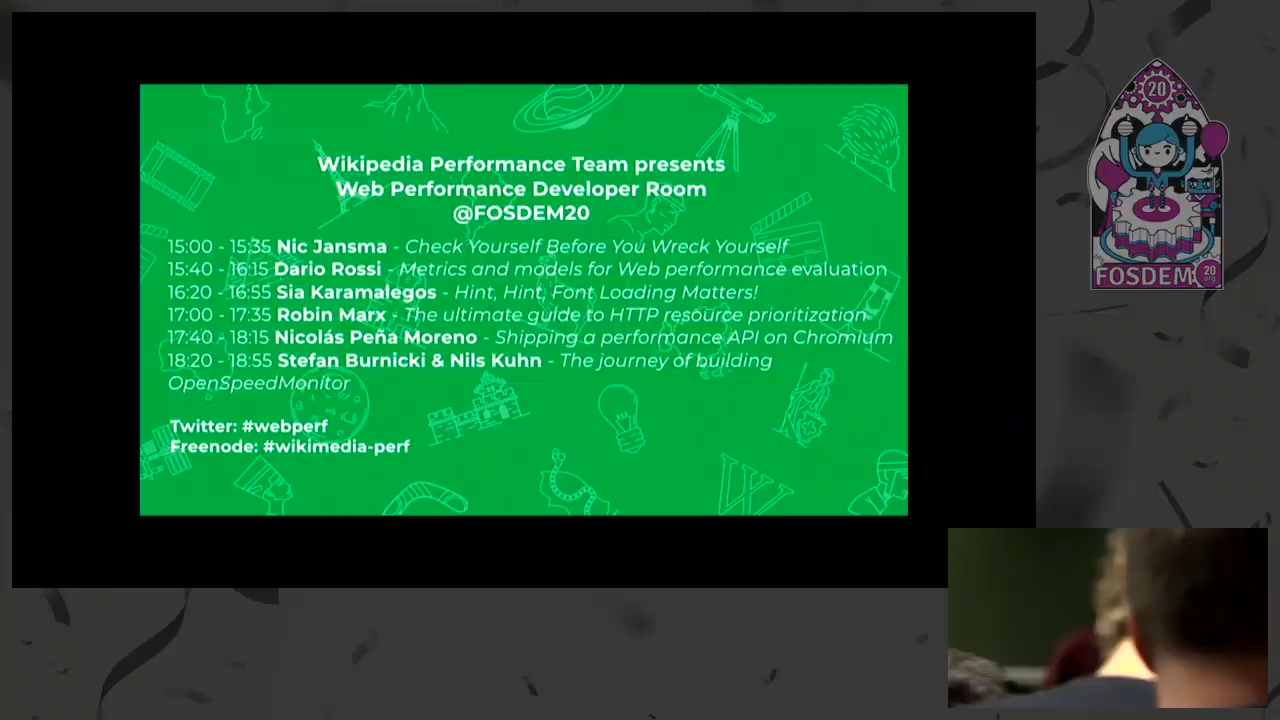 Wikipedia Performance Team presents
Web Performance Developer Room
@FOSDEM20
15:00 - 15:35 Nic Jansma - Check Yourself Before You Wreck Yourself
15:40 - 16:15 Dario Rossi - Metrics and models for Web performance evaluation
16:20 - 16:55 Sia Karamalegos - Hint, Hint, Font Loading Matters!
17:00 - 17:35 Robin Marx - The ultimate guide to HTTP resource prioritization
17:40 - 18:15 Nicolás Peña Moreno - Shipping a performance API on Chromium
18:20 - 18:55 Stefan Burnicki & Nils Kuhn - The journey of building
OpenSpeedMonitor
Twitter: #webperf
Freenode: #wikimedia-perf
20
FOSDEM
20
org